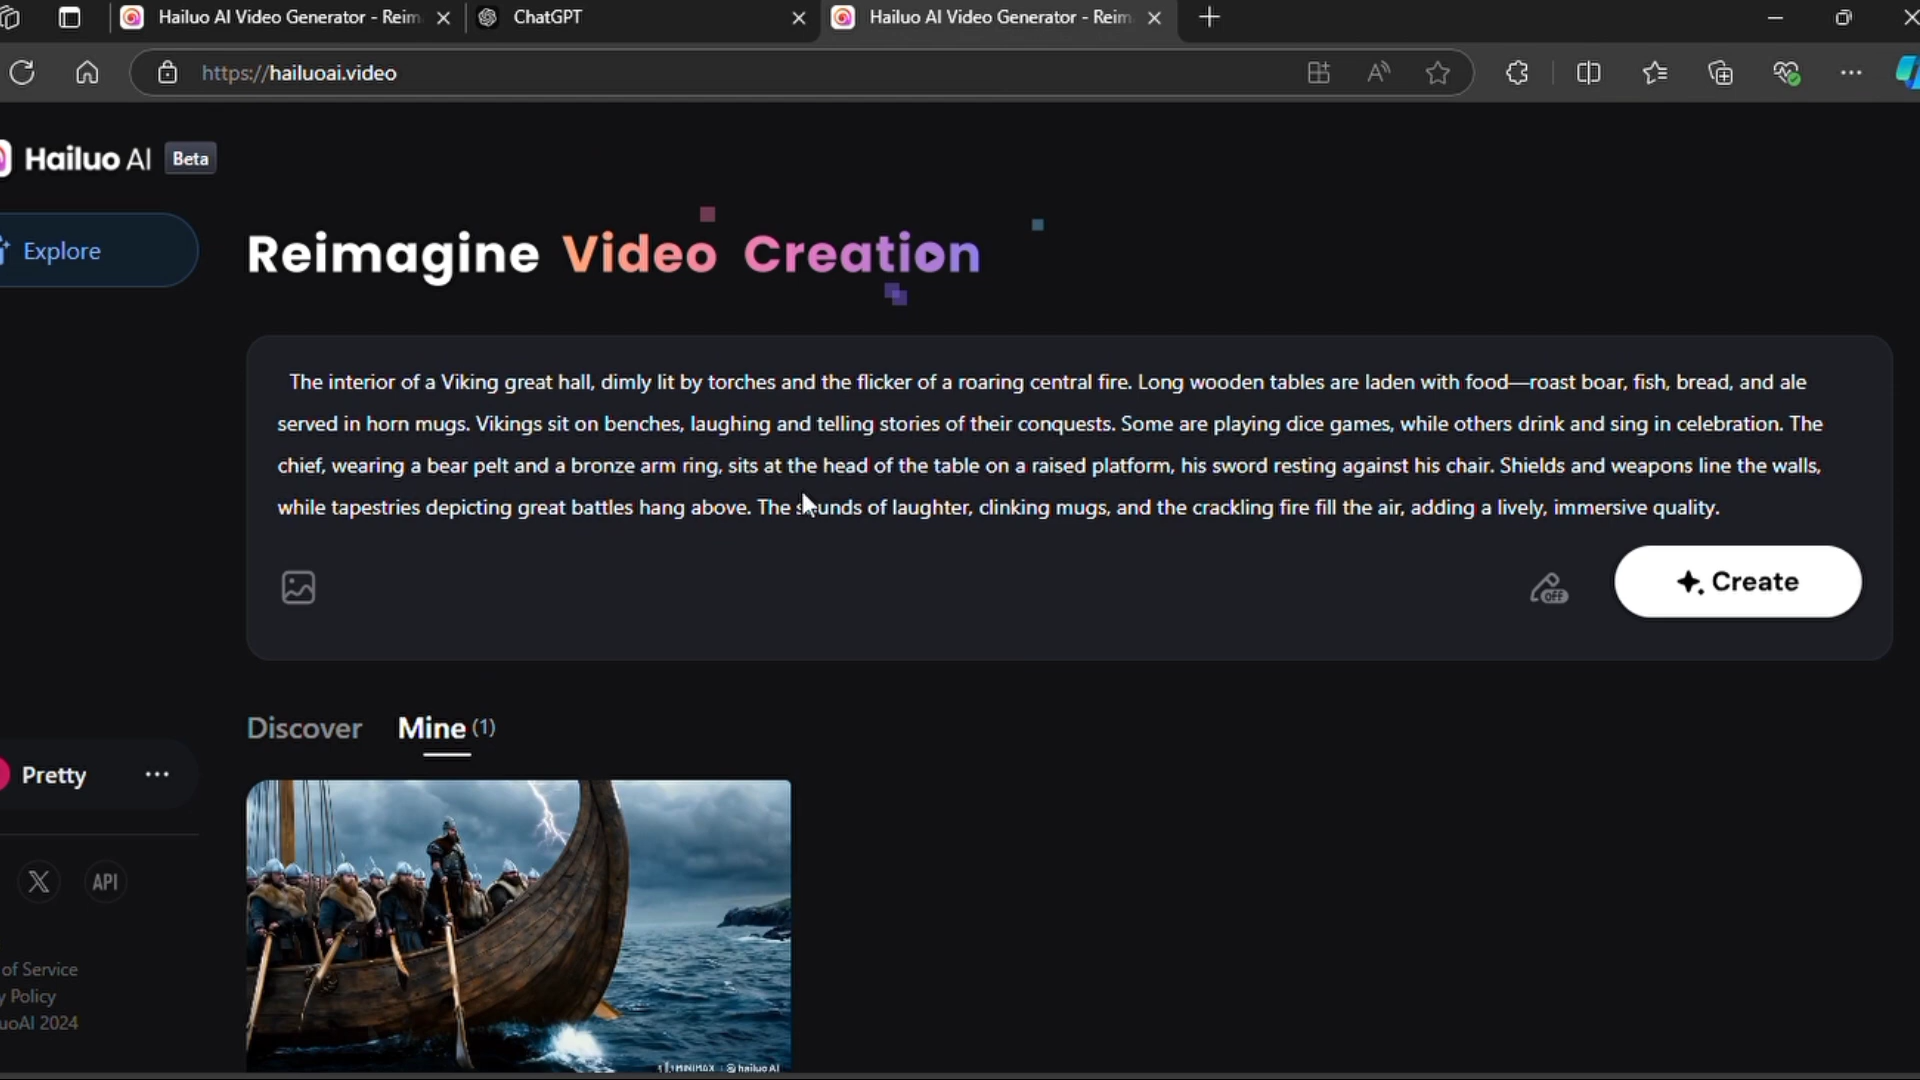 Hailuo AI Video Generator - Reim
ChatGPT
Hailuo AI Video Generator - Reim
https://hailuoai.video
Hailuo AI Beta
Explore
Reimagine Video Creation
The interior of a Viking great hall, dimly lit by torches and the flicker of a roaring central fire. Long wooden tables are laden with food—roast boar, fish, bread, and ale
served in horn mugs. Vikings sit on benches, laughing and telling stories of their conquests. Some are playing dice games, while others drink and sing in celebration. The
chief, wearing a bear pelt and a bronze arm ring, sits at the head of the table on a raised platform, his sword resting against his chair. Shields and weapons line the walls,
while tapestries depicting great battles hang above. The sounds of laughter, clinking mugs, and the crackling fire fill the air, adding a lively, immersive quality.
OFF
Create
Discover Mine (1)
Pretty
X API
of Service
y Policy
uoAI 2024
MINIMAX hailuo AI